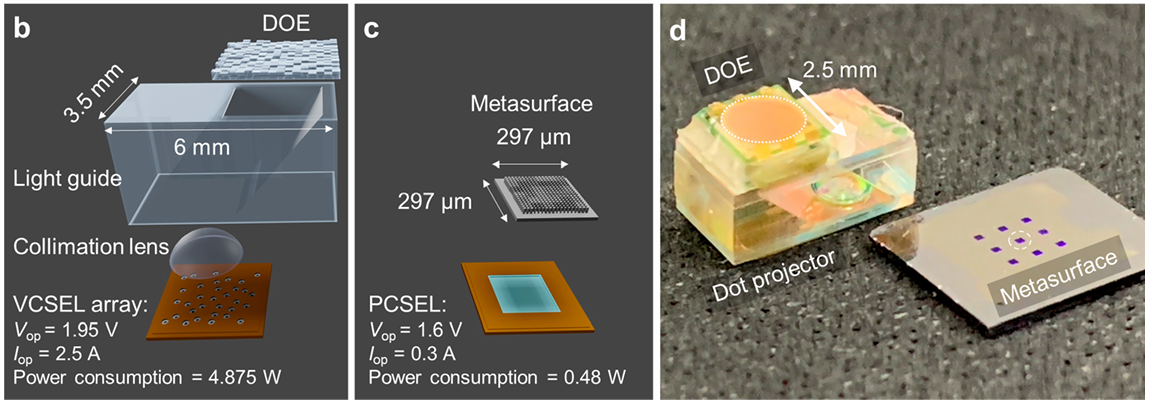 b
DOE
3.5 mm
6 mm
Light guide
Collimation lens
VCSEL array:
Vop = 1.95 V
Iop = 2.5 A
Power consumption = 4.875 W
c
Metasurface
297 µm
297 µm
PCSEL:
Vop = 1.6 V
Iop = 0.3 A
Power consumption = 0.48 W
d
DOE
2.5 mm
Dot projector
Metasurface